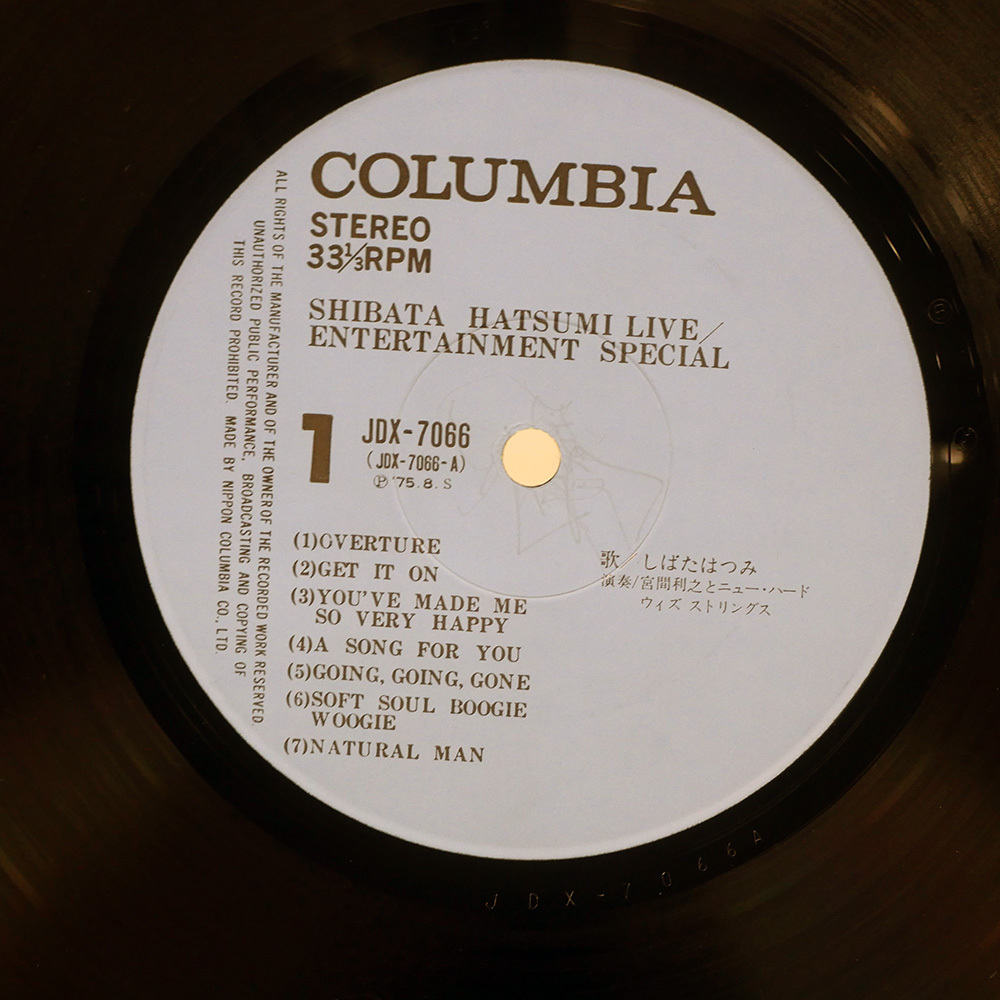 COLUMBIA
STEREO
33⅓RPM
SHIBATA HATSUMI LIVE/
ENTERTAINMENT SPECIAL
1
JDX-7066
(JDX-7066-A)
Ⓟ'75.8. S
(1)OVERTURE
(2)GET IT ON
(3)YOU'VE MADE ME
SO VERY HAPPY
(4)A SONG FOR YOU
(5)GOING, GOING, GONE
(6)SOFT SOUL BOOGIE
WOOGIE
(7)NATURAL MAN
歌/しばたはつみ
演奏/宮間利之とニュー・ハード
ウィズ ストリングス
ALL RIGHTS OF THE MANUFACTURER AND OF THE OWNER OF THE RECORDED WORK RESERVED.
UNAUTHORIZED PUBLIC PERFORMANCE, BROADCASTING AND COPYING OF
THIS RECORD PROHIBITED. MADE BY NIPPON COLUMBIA CO., LTD.
JDX-7066A